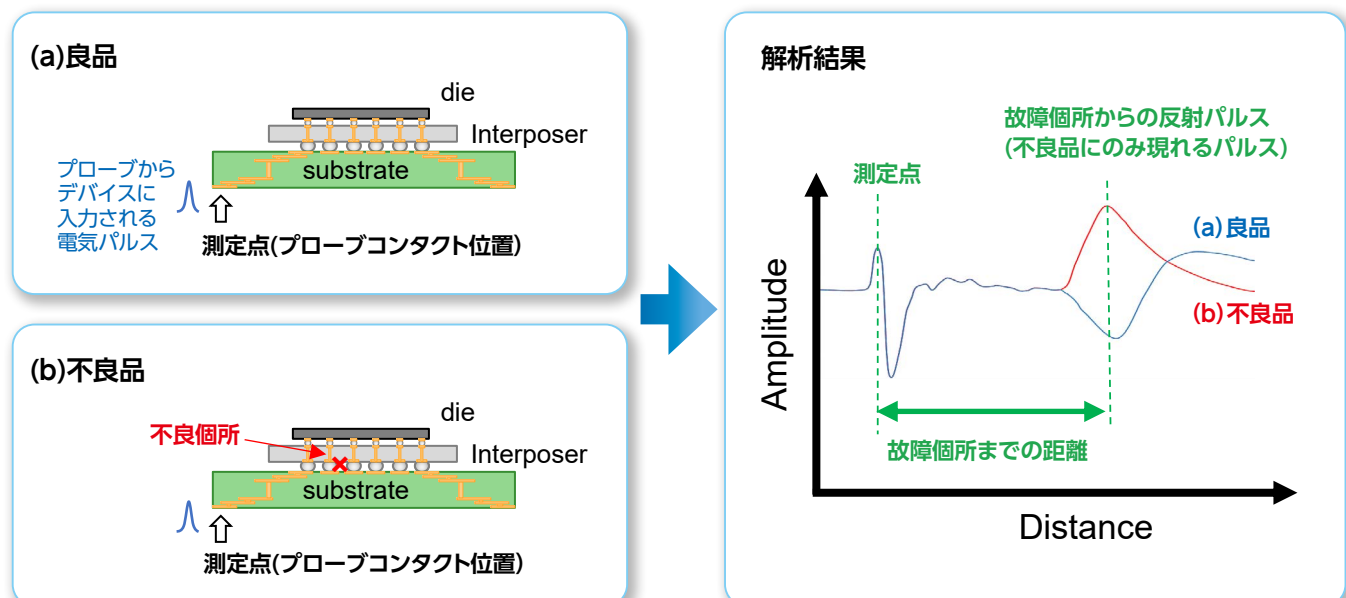 (a)良品
die
Interposer
substrate
プローブから
デバイスに
入力される
電気パルス
測定点(プローブコンタクト位置)
(b)不良品
不良個所
die
Interposer
substrate
測定点(プローブコンタクト位置)
解析結果
故障個所からの反射パルス
(不良品にのみ現れるパルス)
測定点
(a)良品
(b)不良品
Amplitude
故障個所までの距離
Distance